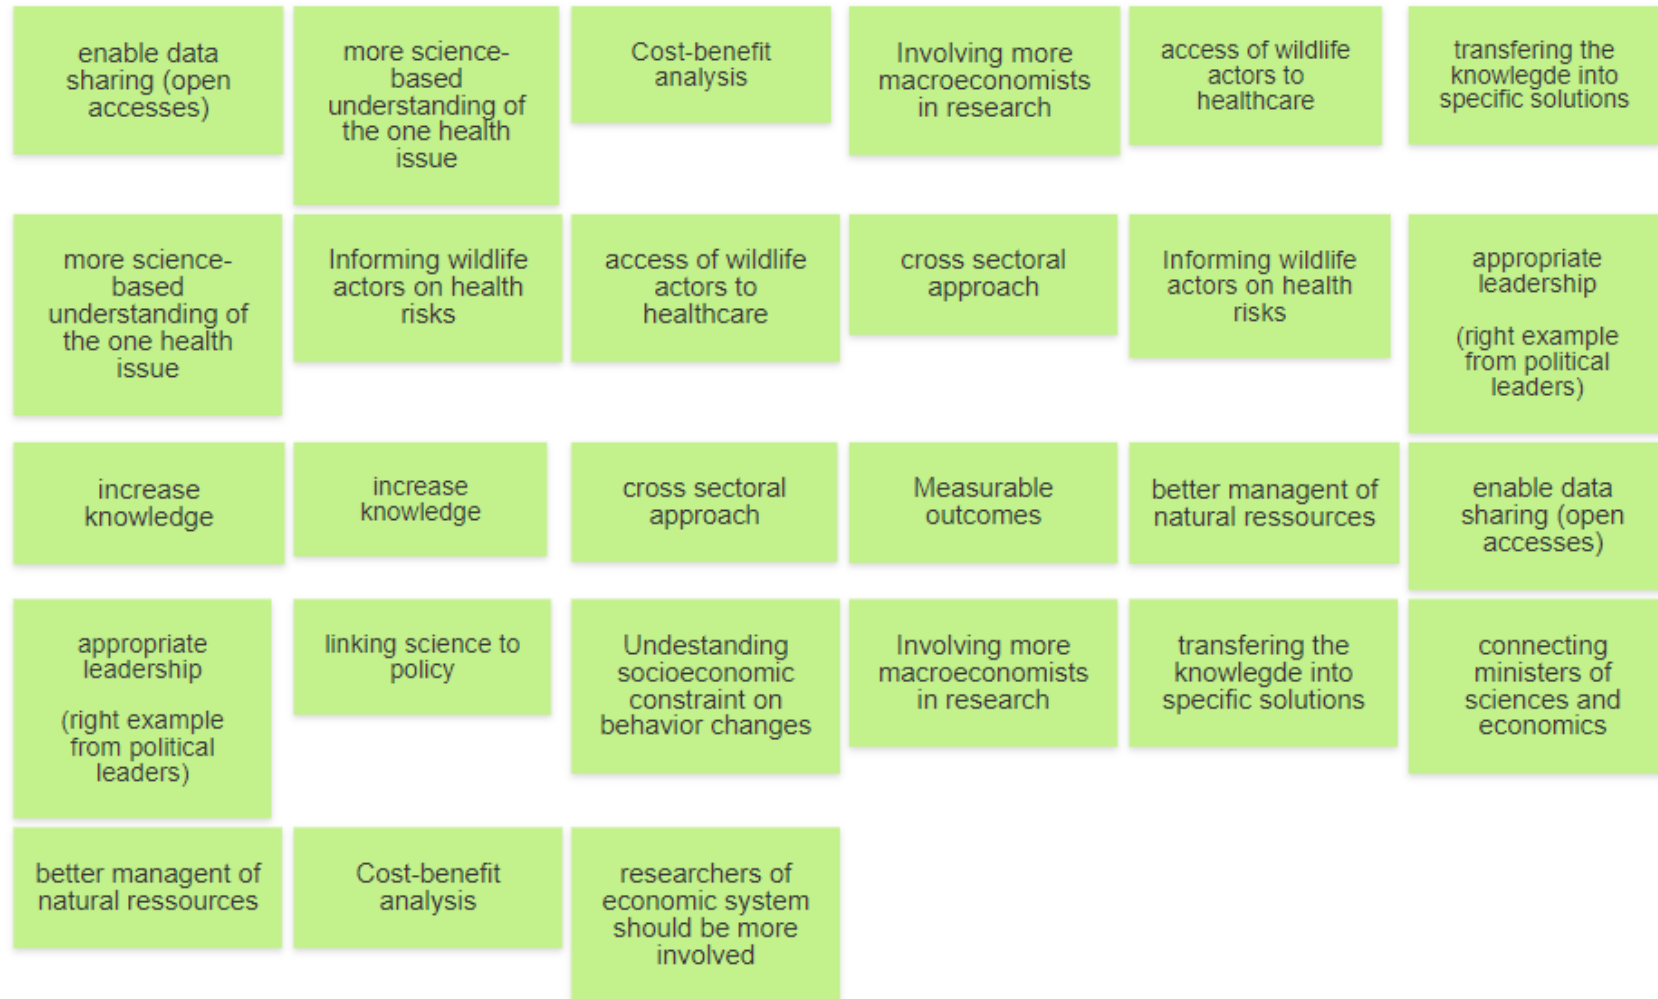 enable data
sharing (open
accesses)
more science-
based
understanding of
the one health
issue
Cost-benefit
analysis
Involving more
macroeconomists
in research
access of wildlife
actors to
healthcare
transfering the
knowlegde into
specific solutions
more science-
based
understanding of
the one health
issue
Informing wildlife
actors on health
risks
access of wildlife
actors to
healthcare
cross sectoral
approach
Informing wildlife
actors on health
risks
appropriate
leadership
(right example
from political
leaders)
increase
knowledge
increase
knowledge
cross sectoral
approach
Measurable
outcomes
better managent of
natural ressources
enable data
sharing (open
accesses)
appropriate
leadership
(right example
from political
leaders)
linking science to
policy
Undestanding
socioeconomic
constraint on
behavior changes
Involving more
macroeconomists
in research
transfering the
knowlegde into
specific solutions
connecting
ministers of
sciences and
economics
better managent of
natural ressources
Cost-benefit
analysis
researchers of
economic system
should be more
involved